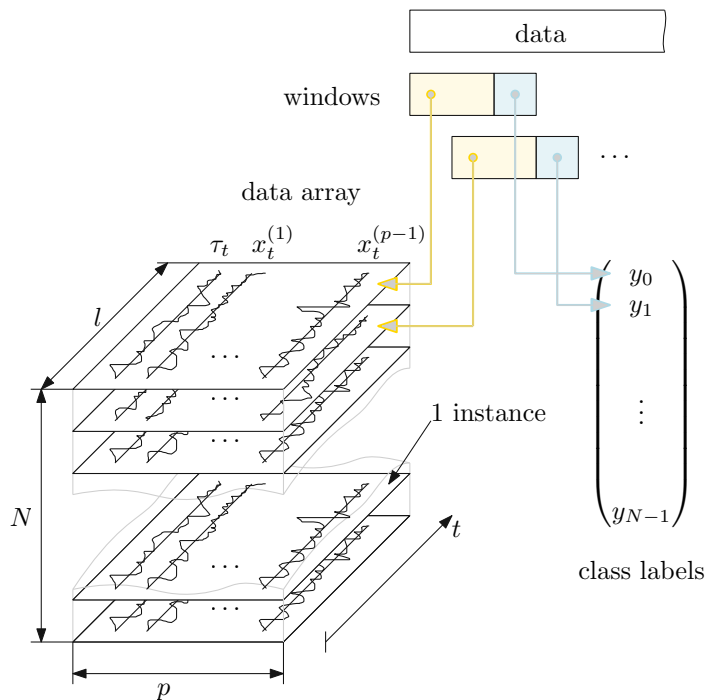 data
windows
...
data array
τ_t x_t^{(1)} x_t^{(p−1)}
y_0
l
y_1
...
...
...
1 instance
⋮
N
y_{N−1}
t
...
class labels
...
p